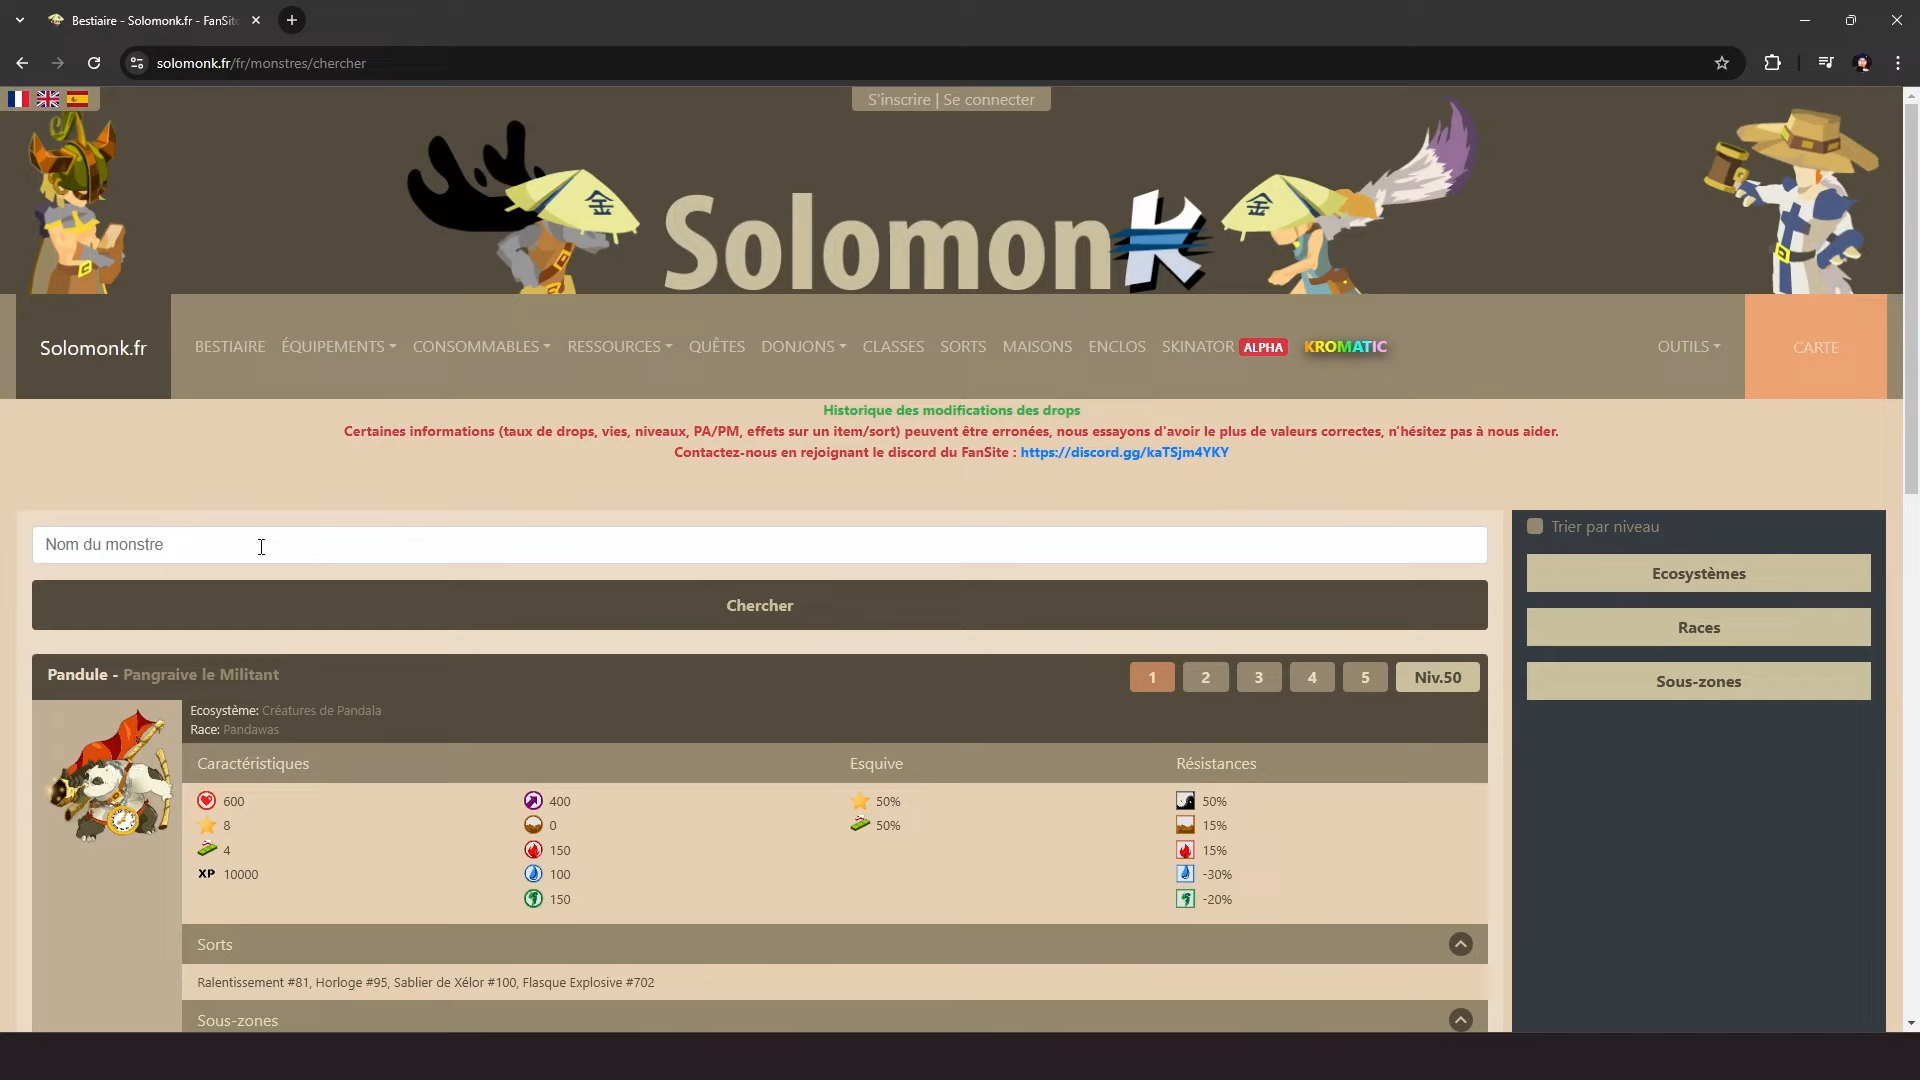 Bestiaire - Solomonk.fr - FanSite
solomonk.fr/fr/monstres/chercher
S'inscrire | Se connecter
金
金
SolomonK
Solomonk.fr
BESTIAIRE ÉQUIPEMENTS CONSOMMABLES RESSOURCES QUÊTES DONJONS CLASSES SORTS MAISONS ENCLOS SKINATOR ALPHA KROMATIC OUTILS CARTE
Historique des modifications des drops
Certaines informations (taux de drops, vies, niveaux, PA/PM, effets sur un item/sort) peuvent être erronées, nous essayons d'avoir le plus de valeurs correctes, n'hésitez pas à nous aider.
Contactez-nous en rejoignant le discord du FanSite : https://discord.gg/kaTSjm4YKY
Nom du monstre
Chercher
Trier par niveau
Ecosystèmes
Races
Sous-zones
Pandule - Pangraive le Militant 1 2 3 4 5 Niv.50
Ecosystème: Créatures de Pandala
Race: Pandawas
Caractéristiques Esquive Résistances
600 400 50% 50%
8 0 50% 15%
4 150 15%
XP 10000 100 -30%
150 -20%
Sorts
Ralentissement #81, Horloge #95, Sablier de Xélor #100, Flasque Explosive #702
Sous-zones